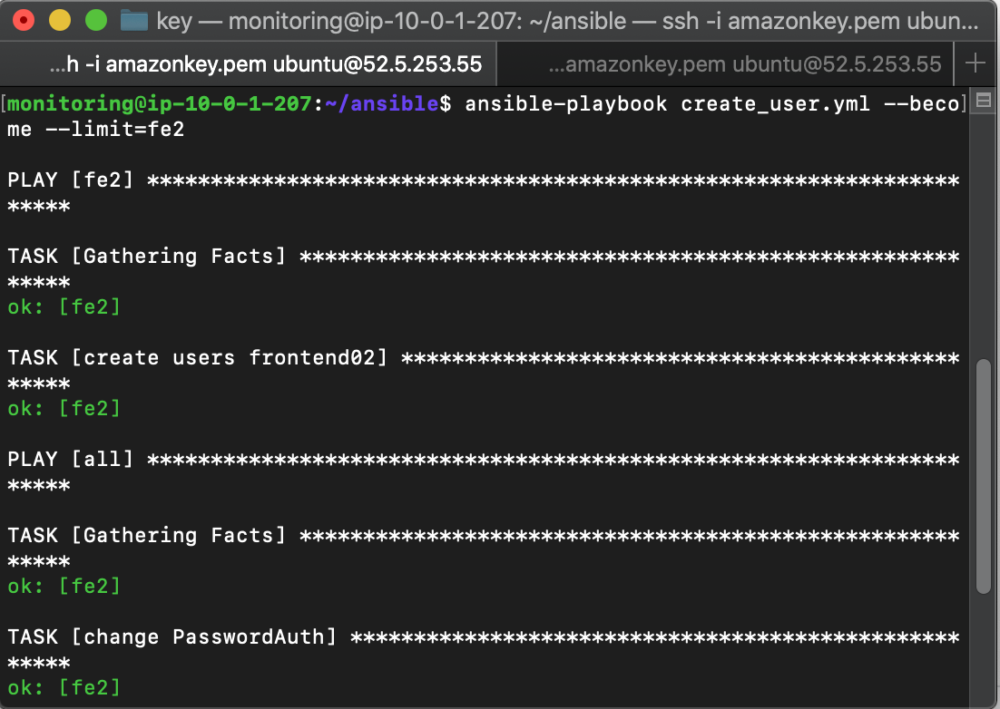 key — monitoring@ip-10-0-1-207: ~/ansible — ssh -i amazonkey.pem ubun...
...h -i amazonkey.pem ubuntu@52.5.253.55
...amazonkey.pem ubuntu@52.5.253.55
[monitoring@ip-10-0-1-207:~/ansible$ ansible-playbook create_user.yml --beco]
me --limit=fe2
PLAY [fe2] ****************************************************************
*****
TASK [Gathering Facts] ****************************************************
*****
ok: [fe2]
TASK [create users frontend02] ********************************************
*****
ok: [fe2]
PLAY [all] ****************************************************************
*****
TASK [Gathering Facts] ****************************************************
*****
ok: [fe2]
TASK [change PasswordAuth] ************************************************
*****
ok: [fe2]